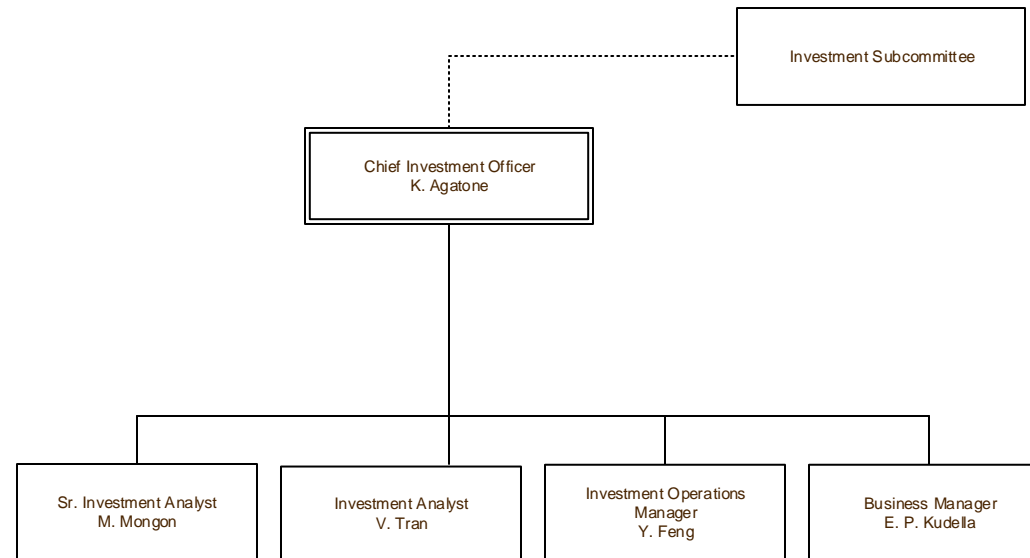 Investment Subcommittee
Chief Investment Officer
K. Agatone
Sr. Investment Analyst
M. Mongon
Investment Analyst
V. Tran
Investment Operations
Manager
Y. Feng
Business Manager
E. P. Kudella